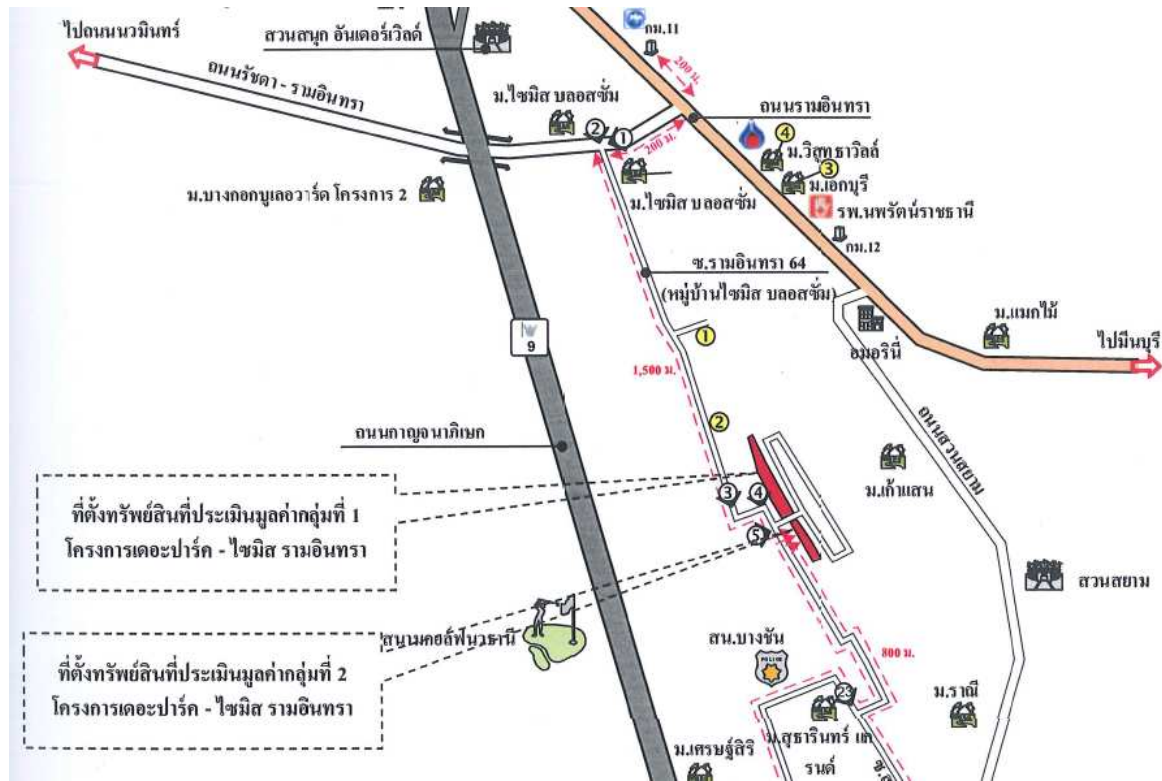 ไปถนนนวมินทร์
สวนสนุก อันเตอร์เวิลด์
กม.11
200 ม.
ถนนรัชดา - รามอินทรา
ม.ไซมิส บลอสซั่ม
ถนนรามอินทรา
2
1
4
ม.วิสุทธาวิลล์
200 ม.
3
ม.เอกบุรี
ม.บางกอกบูเลอวาร์ด โครงการ 2
ม.ไซมิส บลอสซั่ม
รพ.นพรัตน์ราชธานี
กม.12
ซ.รามอินทรา 64
(หมู่บ้านไซมิส บลอสซั่ม)
ม.แมกไม้
9
1
อมอรินี่
ไปมีนบุรี
1,500 ม.
2
ถนนกาญจนาภิเษก
ถนนสวนสยาม
ม.เก้าแสน
3
4
ที่ตั้งทรัพย์สินที่ประเมินมูลค่ากลุ่มที่ 1
โครงการเดอะปาร์ค - ไซมิส รามอินทรา
5
สวนสยาม
สนามกอล์ฟนวธานี
สน.บางชัน
POLICE
800 ม.
ที่ตั้งทรัพย์สินที่ประเมินมูลค่ากลุ่มที่ 2
โครงการเดอะปาร์ค - ไซมิส รามอินทรา
23
ม.ราณี
ม.สุธารินทร์ แก
รนด์
ม.เศรษฐ์สิริ